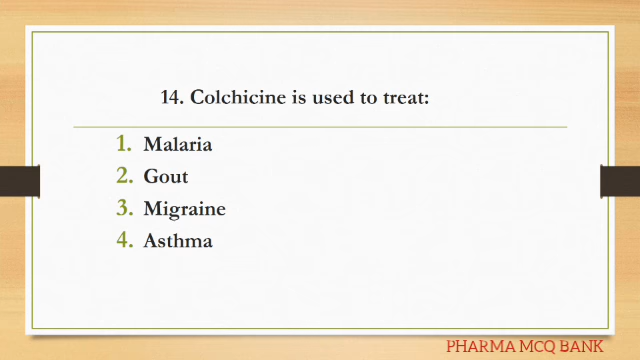 14. Colchicine is used to treat:
1. Malaria
2. Gout
3. Migraine
4. Asthma
PHARMA MCQ BANK